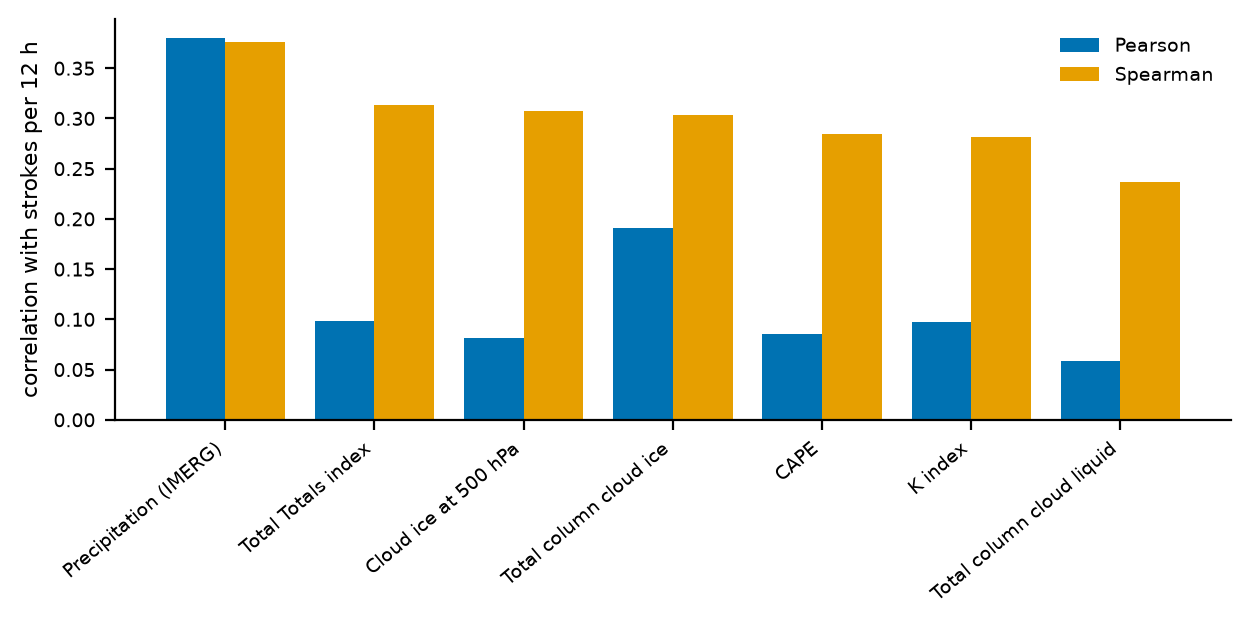 correlation with strokes per 12 h
0.35
0.30
0.25
0.20
0.15
0.10
0.05
0.00
Pearson
Spearman
Precipitation (IMERG)
Total Totals index
Cloud ice at 500 hPa
Total column cloud ice
CAPE
K index
Total column cloud liquid